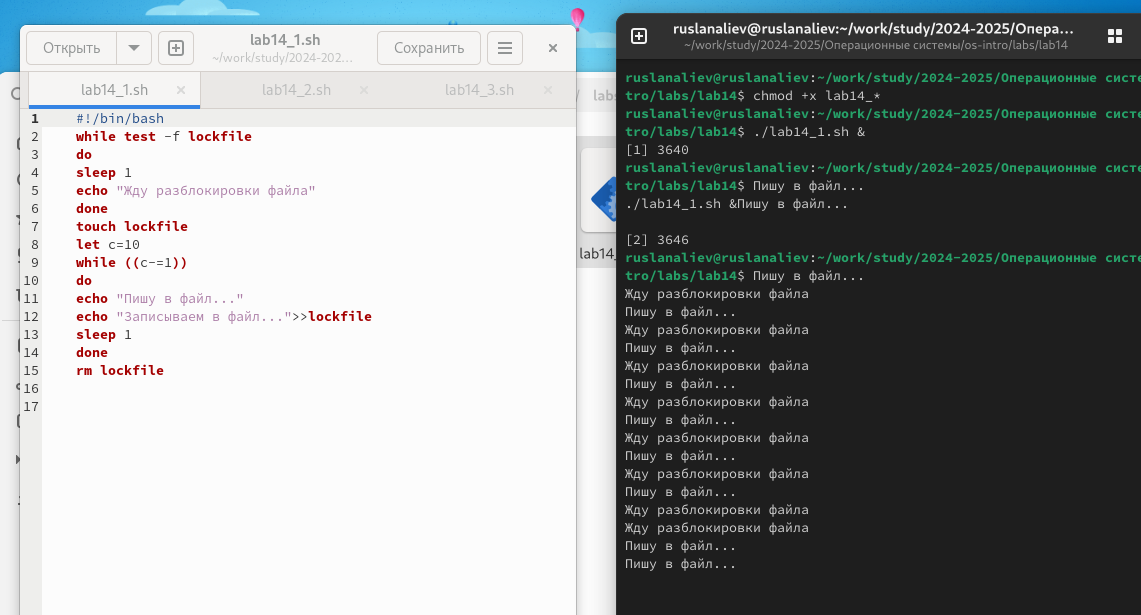 Открыть
lab14_1.sh
~/work/study/2024-202...
Сохранить
lab14_1.sh
lab14_2.sh
lab14_3.sh
1 #!/bin/bash
2 while test -f lockfile
3 do
4 sleep 1
5 echo "Жду разблокировки файла"
6 done
7 touch lockfile
8 let c=10
9 while ((c-=1))
10 do
11 echo "Пишу в файл..."
12 echo "Записываем в файл...">>lockfile
13 sleep 1
14 done
15 rm lockfile
16
17
/ labs
lab14_
ruslanaliev@ruslanaliev:~/work/study/2024-2025/Опера...
~/work/study/2024-2025/Операционные системы/os-intro/labs/lab14
ruslanaliev@ruslanaliev:~/work/study/2024-2025/Операционные систе
tro/labs/lab14$ chmod +x lab14_*
ruslanaliev@ruslanaliev:~/work/study/2024-2025/Операционные систе
tro/labs/lab14$ ./lab14_1.sh &
[1] 3640
ruslanaliev@ruslanaliev:~/work/study/2024-2025/Операционные систе
tro/labs/lab14$ Пишу в файл...
./lab14_1.sh &Пишу в файл...
[2] 3646
ruslanaliev@ruslanaliev:~/work/study/2024-2025/Операционные систе
tro/labs/lab14$ Пишу в файл...
Жду разблокировки файла
Пишу в файл...
Жду разблокировки файла
Пишу в файл...
Жду разблокировки файла
Пишу в файл...
Жду разблокировки файла
Пишу в файл...
Жду разблокировки файла
Пишу в файл...
Жду разблокировки файла
Пишу в файл...
Жду разблокировки файла
Жду разблокировки файла
Пишу в файл...
Пишу в файл...